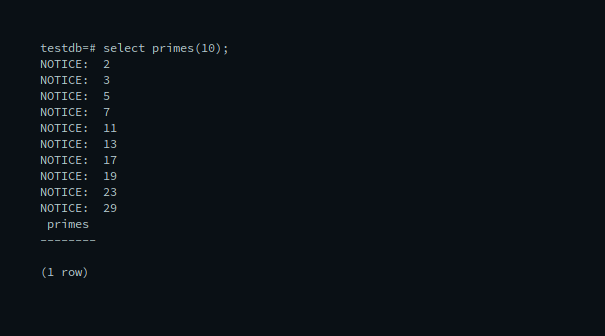 testdb=# select primes(10);
NOTICE:  2
NOTICE:  3
NOTICE:  5
NOTICE:  7
NOTICE:  11
NOTICE:  13
NOTICE:  17
NOTICE:  19
NOTICE:  23
NOTICE:  29
 primes
--------

(1 row)